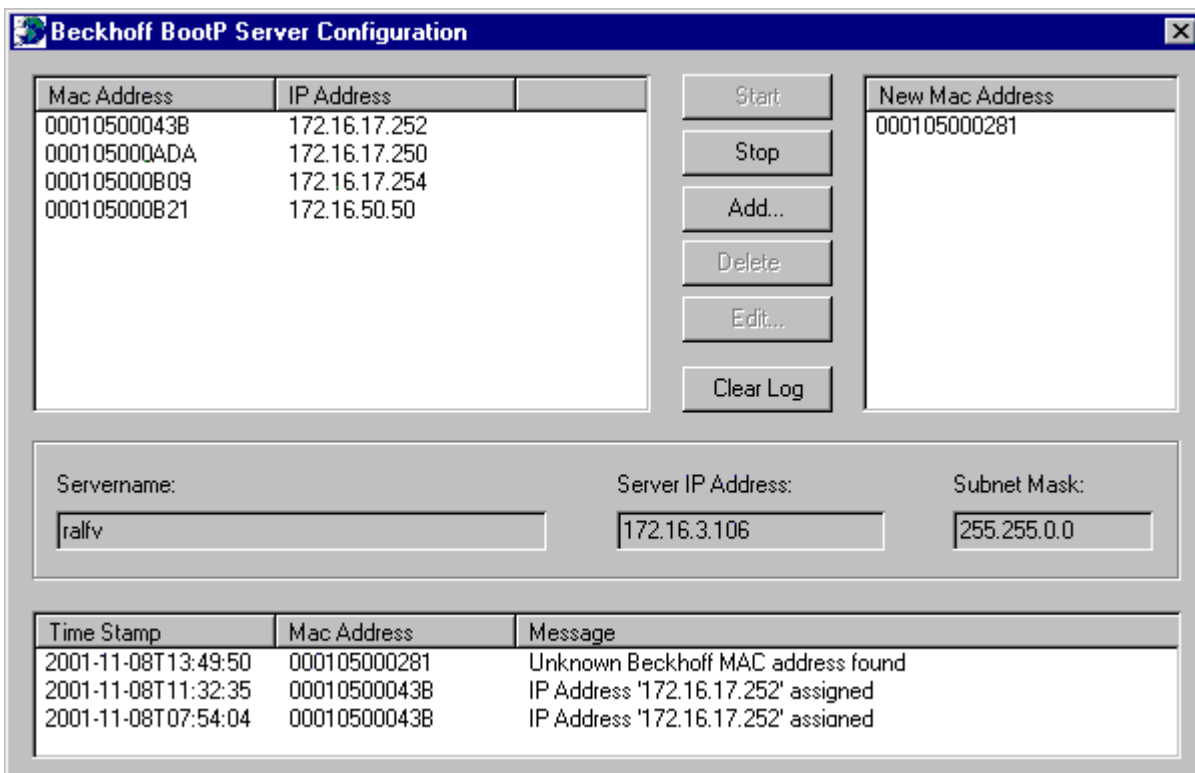 Beckhoff BootP Server Configuration
Mac Address IP Address
00010500043B 172.16.17.252
000105000ADA 172.16.17.250
000105000B09 172.16.17.254
000105000B21 172.16.50.50
Start
Stop
Add...
Delete
Edit...
Clear Log
New Mac Address
000105000281
Servername: Server IP Address: Subnet Mask:
ralfv 172.16.3.106 255.255.0.0
Time Stamp Mac Address Message
2001-11-08T13:49:50 000105000281 Unknown Beckhoff MAC address found
2001-11-08T11:32:35 00010500043B IP Address '172.16.17.252' assigned
2001-11-08T07:54:04 00010500043B IP Address '172.16.17.252' assigned